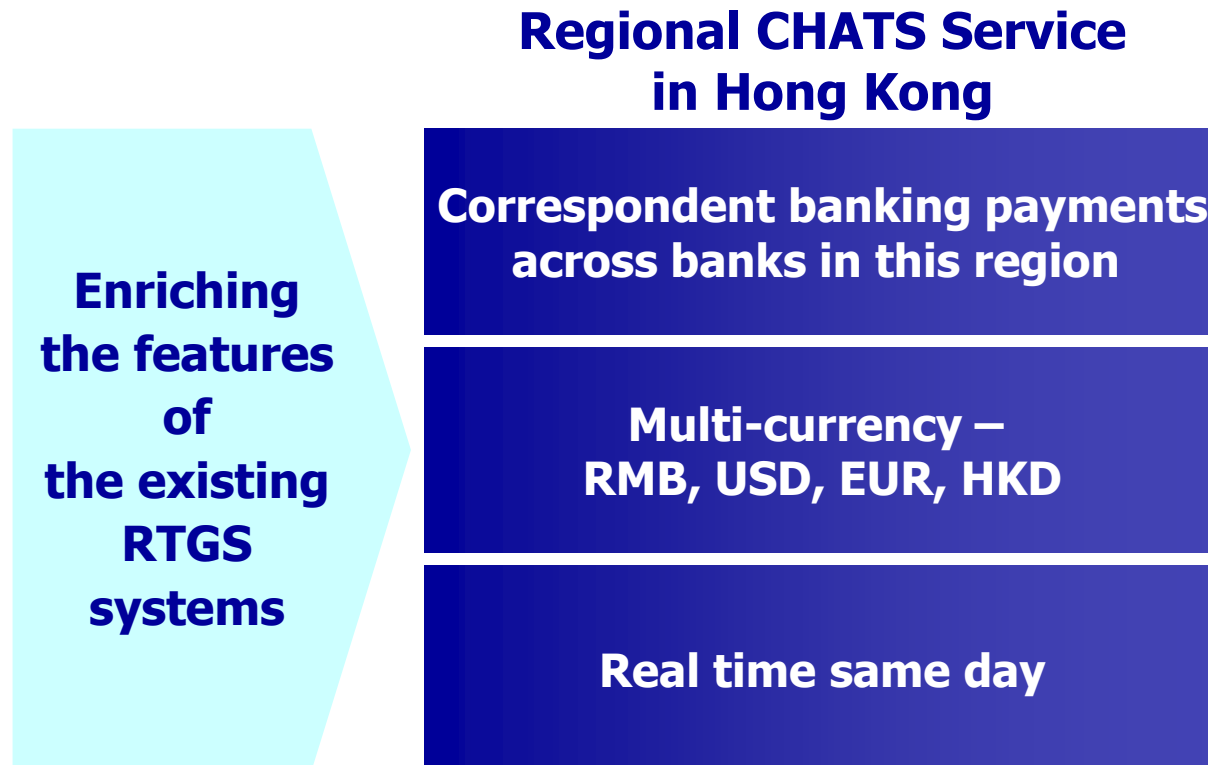 Regional CHATS Service
in Hong Kong
Enriching
the features
of
the existing
RTGS
systems
Correspondent banking payments
across banks in this region
Multi-currency –
RMB, USD, EUR, HKD
Real time same day